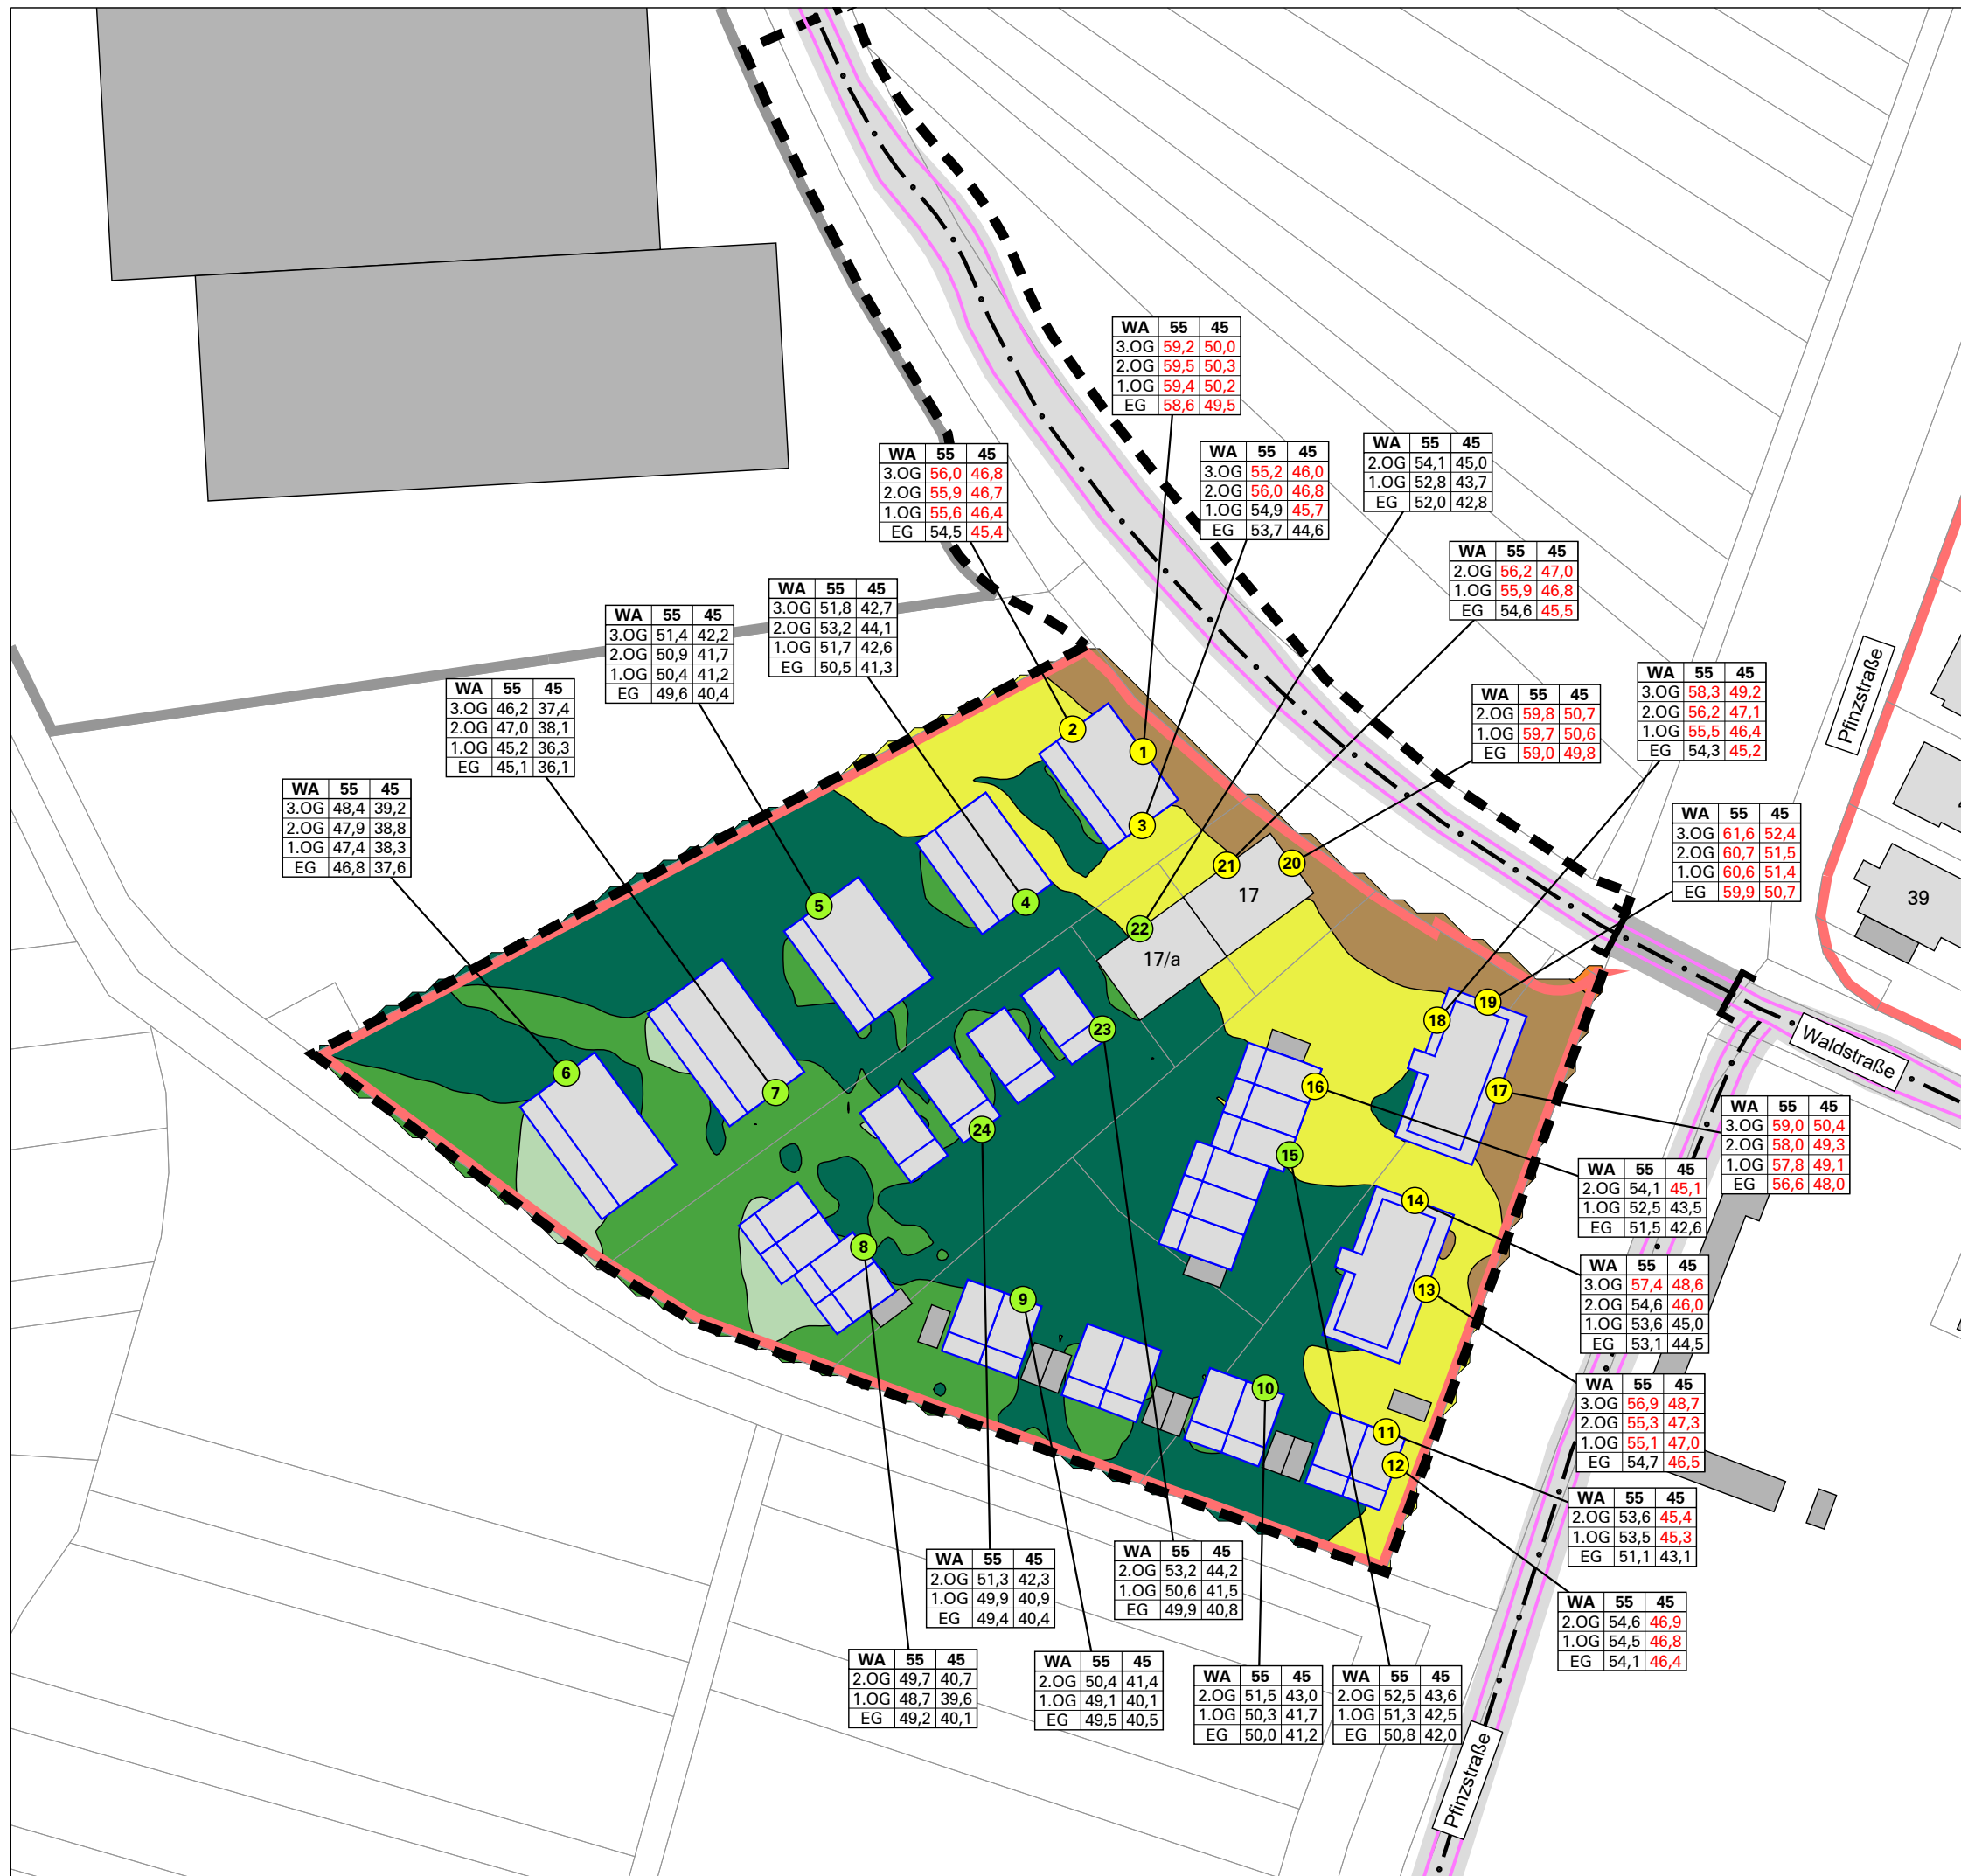 WA 55 45
3.OG 59,2 50,0
2.OG 59,5 50,3
1.OG 59,4 50,2
EG 58,6 49,5
WA 55 45
3.OG 56,0 46,8
2.OG 55,9 46,7
1.OG 55,6 46,4
EG 54,5 45,4
WA 55 45
3.OG 55,2 46,0
2.OG 56,0 46,8
1.OG 54,9 45,7
EG 53,7 44,6
WA 55 45
2.OG 54,1 45,0
1.OG 52,8 43,7
EG 52,0 42,8
WA 55 45
2.OG 56,2 47,0
1.OG 55,9 46,8
EG 54,6 45,5
WA 55 45
3.OG 51,8 42,7
2.OG 53,2 44,1
1.OG 51,7 42,6
EG 50,5 41,3
WA 55 45
3.OG 51,4 42,2
2.OG 50,9 41,7
1.OG 50,4 41,2
EG 49,6 40,4
WA 55 45
3.OG 46,2 37,4
2.OG 47,0 38,1
1.OG 45,2 36,3
EG 45,1 36,1
WA 55 45
3.OG 48,4 39,2
2.OG 47,9 38,8
1.OG 47,4 38,3
EG 46,8 37,6
WA 55 45
2.OG 59,8 50,7
1.OG 59,7 50,6
EG 59,0 49,8
WA 55 45
3.OG 58,3 49,2
2.OG 56,2 47,1
1.OG 55,5 46,4
EG 54,3 45,2
Pfinzstraße
WA 55 45
3.OG 61,6 52,4
2.OG 60,7 51,5
1.OG 60,6 51,4
EG 59,9 50,7
39
2
1
3
21
20
17
4
5
22
17/a
19
18
23
Waldstraße
6
7
16
17
24
15
WA 55 45
3.OG 59,0 50,4
2.OG 58,0 49,3
1.OG 57,8 49,1
EG 56,6 48,0
WA 55 45
2.OG 54,1 45,1
1.OG 52,5 43,5
EG 51,5 42,6
14
8
13
9
10
11
12
WA 55 45
3.OG 57,4 48,6
2.OG 54,6 46,0
1.OG 53,6 45,0
EG 53,1 44,5
WA 55 45
3.OG 56,9 48,7
2.OG 55,3 47,3
1.OG 55,1 47,0
EG 54,7 46,5
WA 55 45
2.OG 53,6 45,4
1.OG 53,5 45,3
EG 51,1 43,1
WA 55 45
2.OG 54,6 46,9
1.OG 54,5 46,8
EG 54,1 46,4
WA 55 45
2.OG 51,3 42,3
1.OG 49,9 40,9
EG 49,4 40,4
WA 55 45
2.OG 53,2 44,2
1.OG 50,6 41,5
EG 49,9 40,8
WA 55 45
2.OG 49,7 40,7
1.OG 48,7 39,6
EG 49,2 40,1
WA 55 45
2.OG 50,4 41,4
1.OG 49,1 40,1
EG 49,5 40,5
WA 55 45
2.OG 51,5 43,0
1.OG 50,3 41,7
EG 50,0 41,2
WA 55 45
2.OG 52,5 43,6
1.OG 51,3 42,5
EG 50,8 42,0
Pfinzstraße